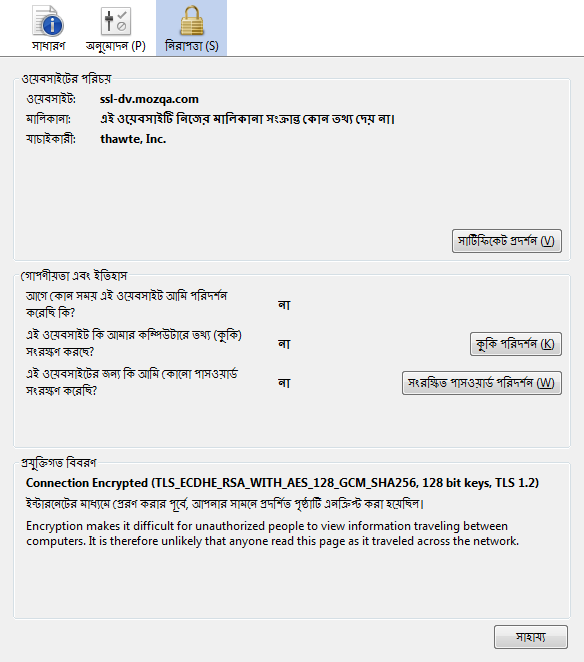 সাধারণ
অনুমোদন (P)
নিরাপত্তা (S)
ওয়েবসাইটের পরিচয়
ওয়েবসাইট: ssl-dv.mozqa.com
মালিকানা: এই ওয়েবসাইটি নিজের মালিকানা সংক্রান্ত কোন তথ্য দেয় না।
যাচাইকারী: thawte, Inc.
সার্টিফিকেট প্রদর্শন (V)
গোপনীয়তা এবং ইতিহাস
আগে কোন সময় এই ওয়েবসাইট আমি পরিদর্শন
করেছি কি?
না
এই ওয়েবসাইট কি আমার কম্পিউটারে তথ্য (কুকি)
সংরক্ষণ করছে?
না
কুকি পরিদর্শন (K)
এই ওয়েবসাইটের জন্য কি আমি কোনো পাসওয়ার্ড
সংরক্ষণ করেছি?
না
সংরক্ষিত পাসওয়ার্ড পরিদর্শন (W)
প্রযুক্তিগত বিবরণ
Connection Encrypted (TLS_ECDHE_RSA_WITH_AES_128_GCM_SHA256, 128 bit keys, TLS 1.2)
ইন্টারনেটের মাধ্যমে প্রেরণ করার পূর্বে, আপনার সামনে প্রদর্শিত পৃষ্ঠাটি এনক্রিপ্ট করা হয়েছিল।
Encryption makes it difficult for unauthorized people to view information traveling between
computers. It is therefore unlikely that anyone read this page as it traveled across the network.
সাহায্য